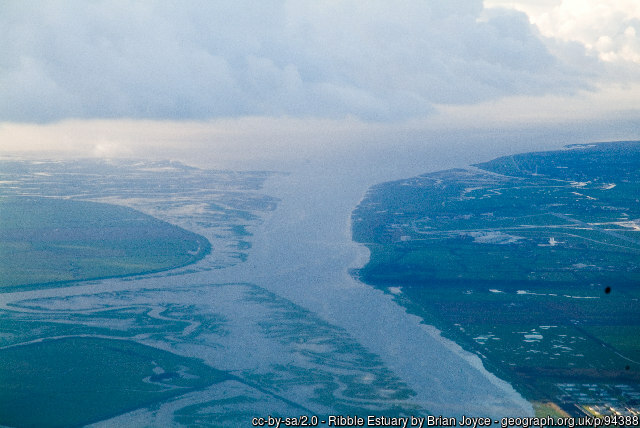 cc-by-sa/2.0 - Ribble Estuary by Brian Joyce - geograph.org.uk/p/94388